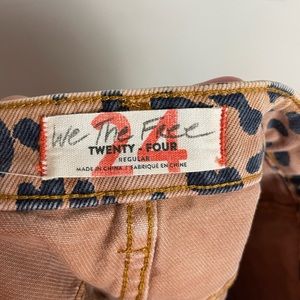 We The Free
24
TWENTY - FOUR
REGULAR
MADE IN CHINA / FABRIQUÉ EN CHINE